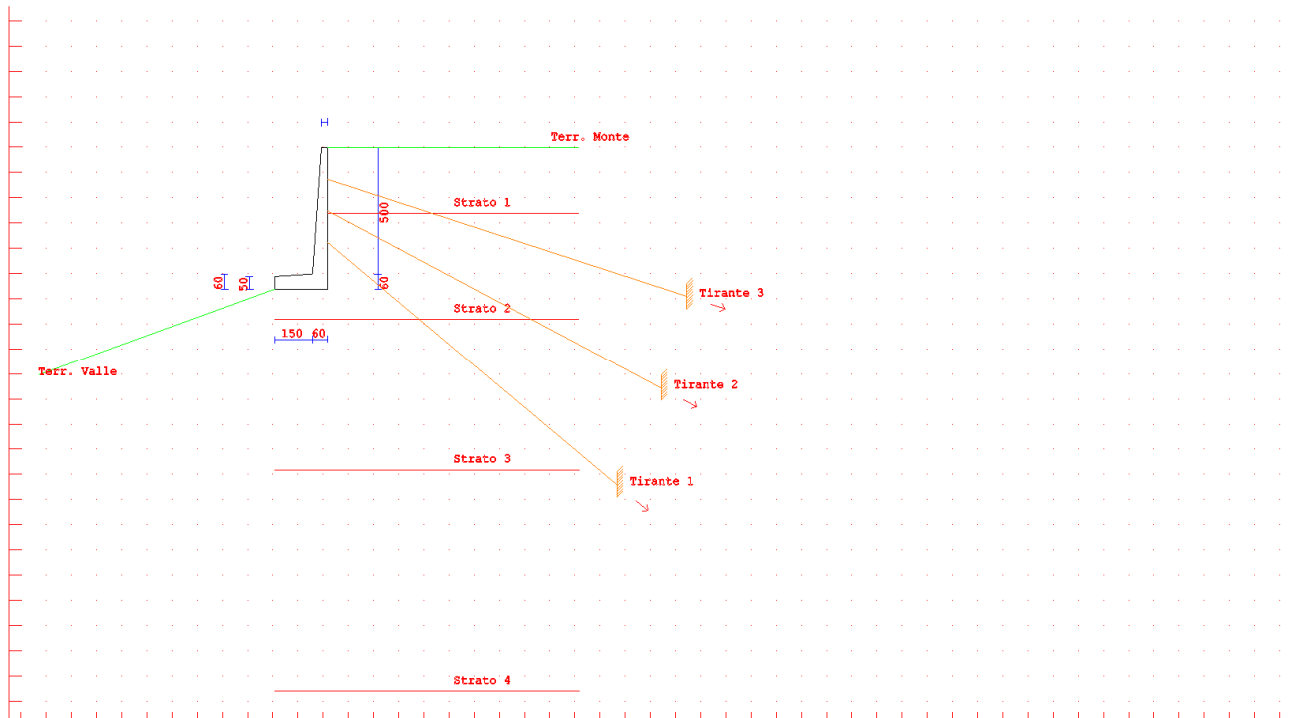 Terr. Monte
Strato 1
500
60
50
60
Tirante 3
Strato 2
150 60
Terr. Valle
Tirante 2
Strato 3
Tirante 1
Strato 4